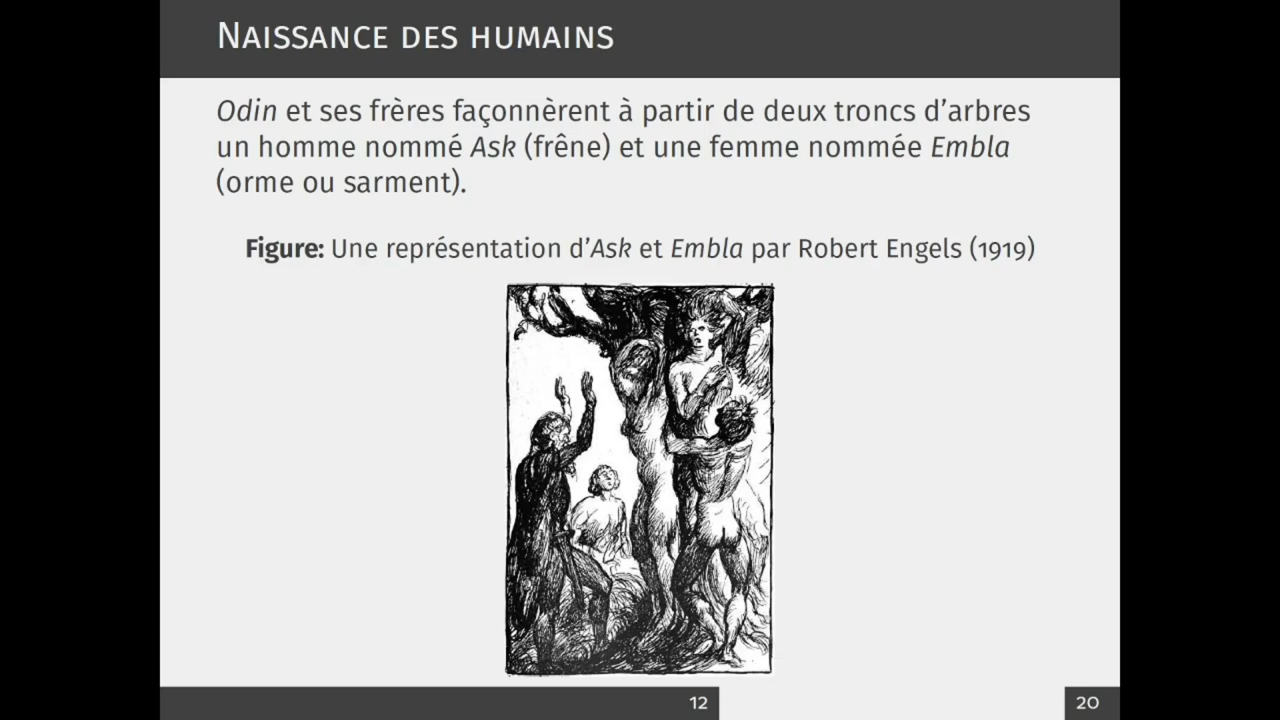 Naissance des humains
Odin et ses frères façonnèrent à partir de deux troncs d’arbres
un homme nommé Ask (frêne) et une femme nommée Embla
(orme ou sarment).
Figure: Une représentation d’Ask et Embla par Robert Engels (1919)
12
20